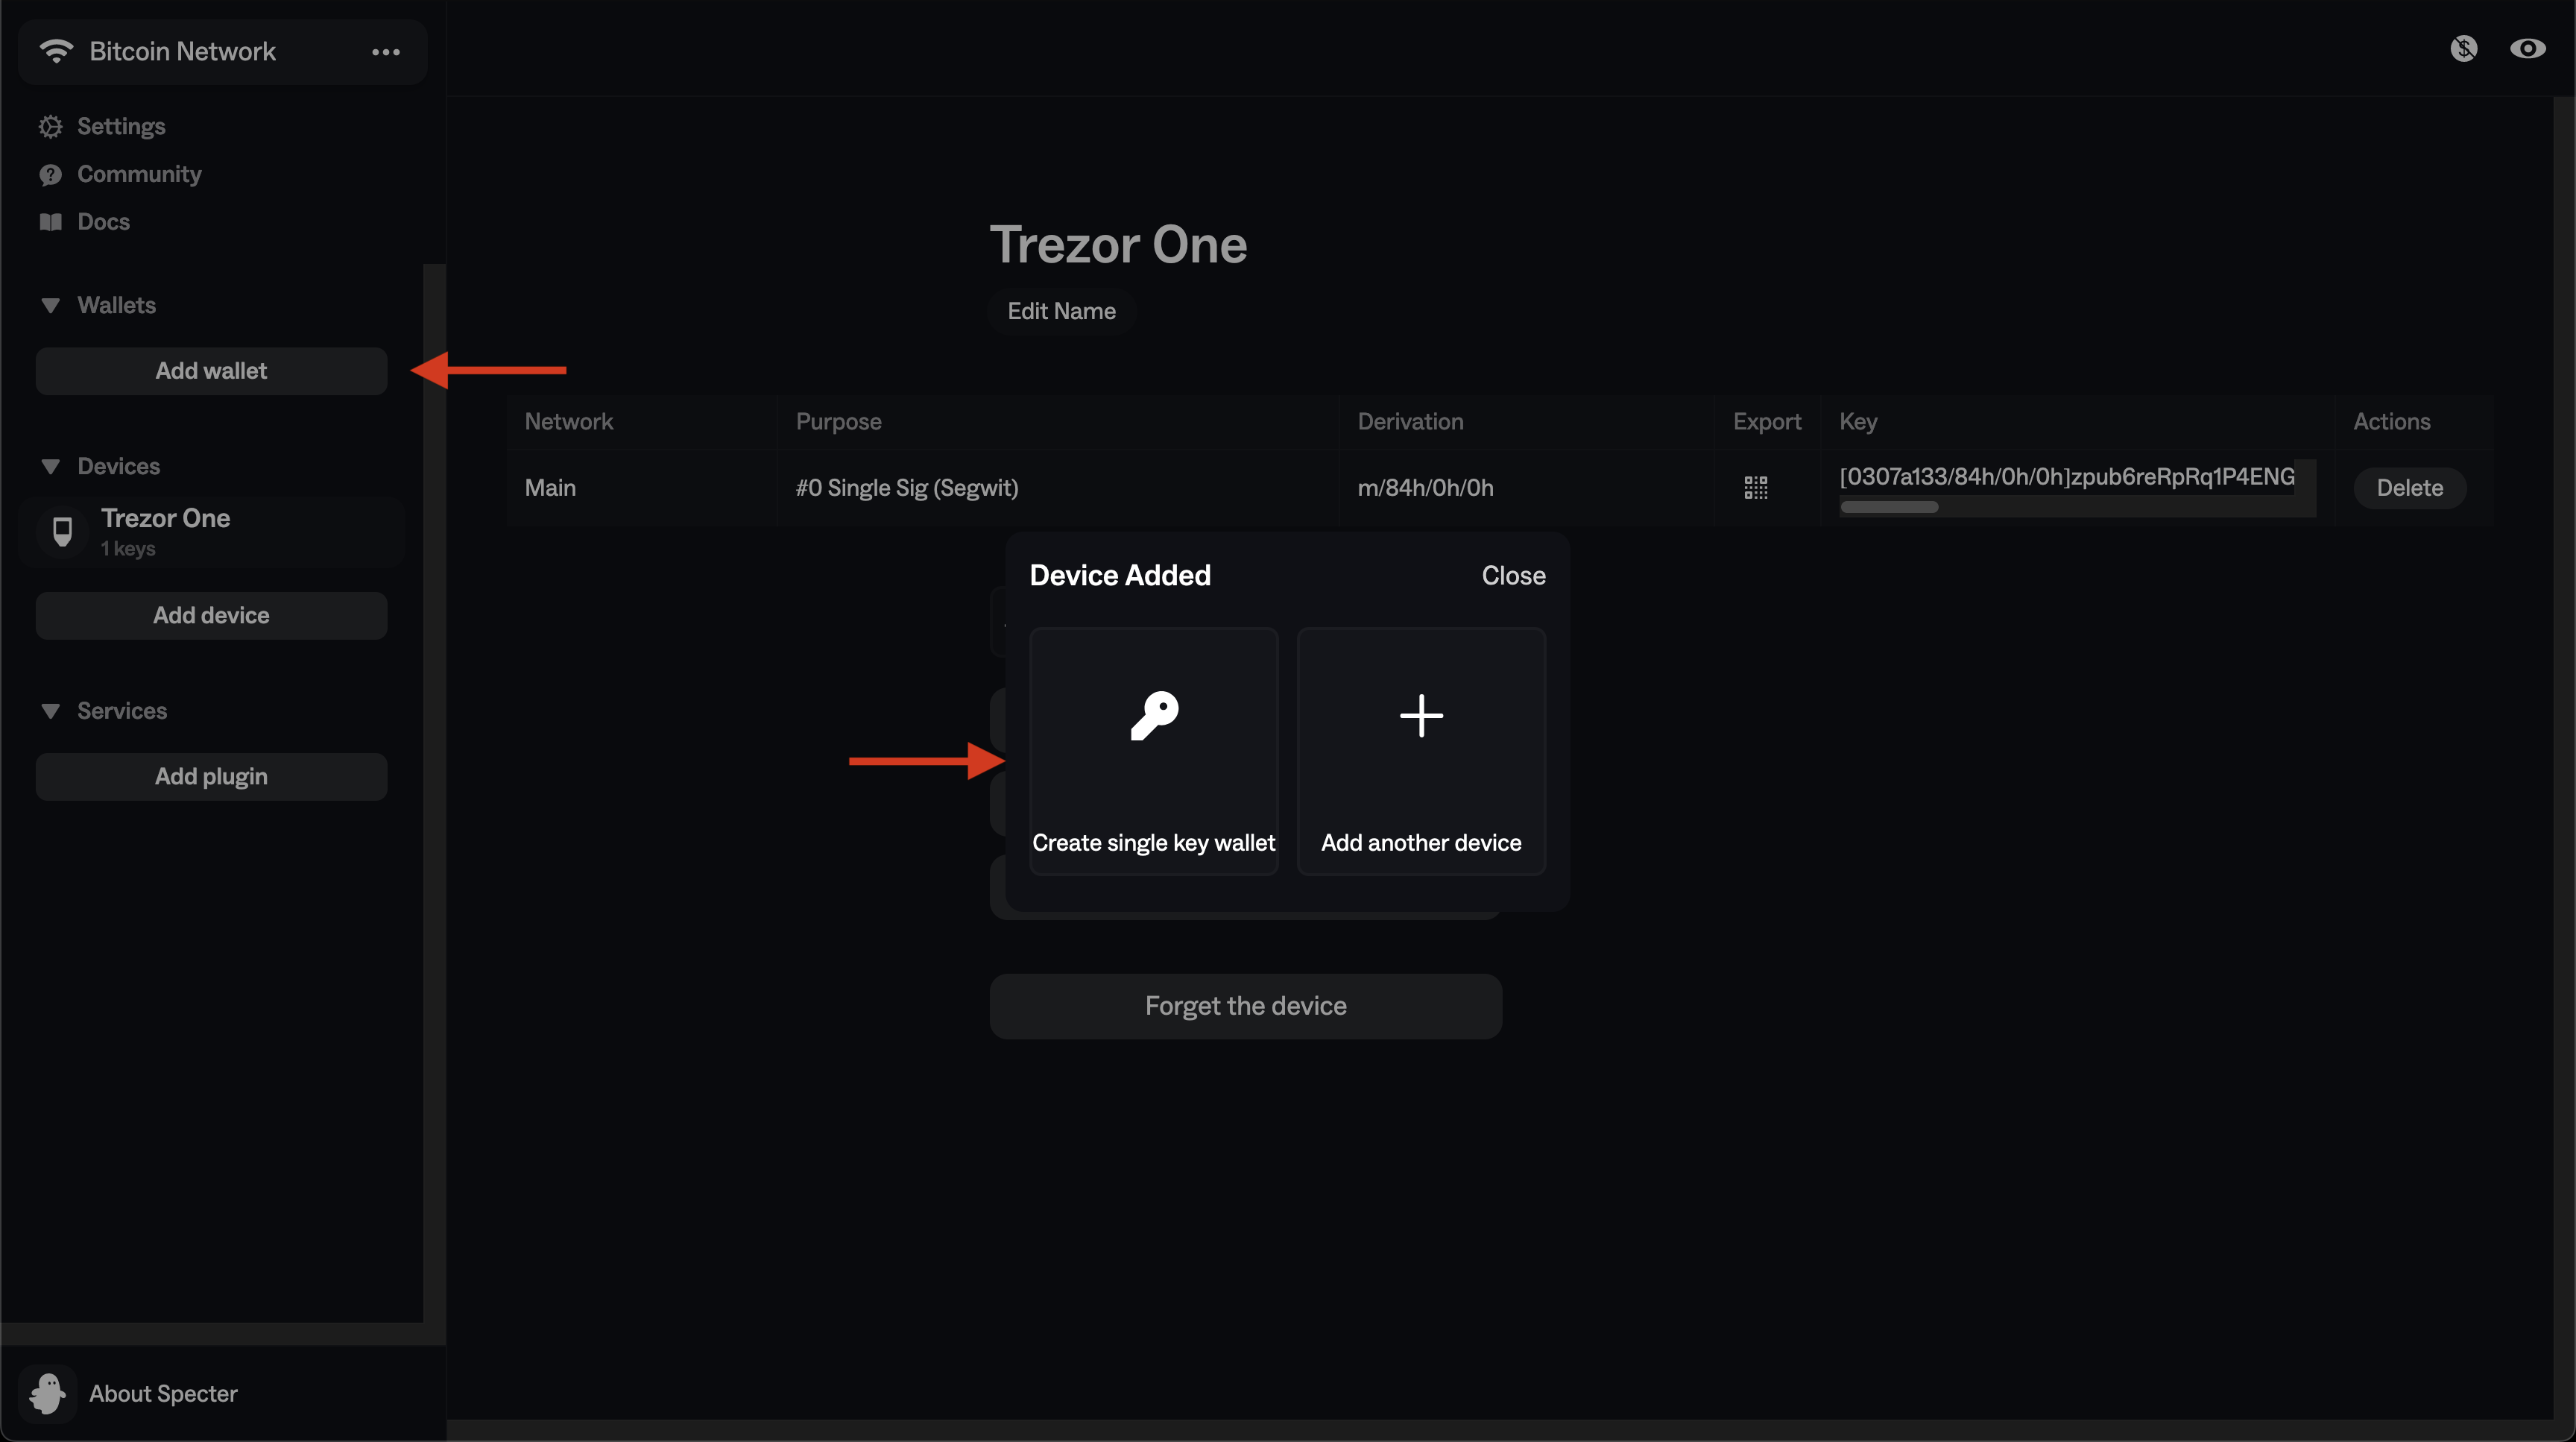 Bitcoin Network
Settings
Community
Docs
Wallets
Add wallet
Devices
Trezor One
1 keys
Add device
Services
Add plugin
About Specter
Trezor One
Edit Name
Network Purpose Derivation Export Key Actions
Main #0 Single Sig (Segwit) m/84h/0h/0h [0307a133/84h/0h/0h]zpub6reRpRq1P4ENG Delete
Device Added Close
Create single key wallet Add another device
Forget the device